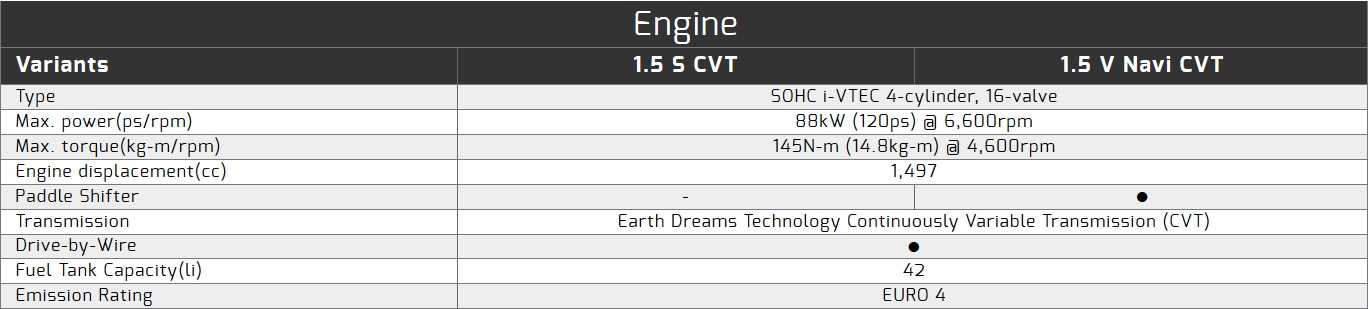 Engine
Variants 1.5 S CVT 1.5 V Navi CVT
Type SOHC i-VTEC 4-cylinder, 16-valve
Max. power(ps/rpm) 88kW (120ps) @ 6,600rpm
Max. torque(kg-m/rpm) 145N-m (14.8kg-m) @ 4,600rpm
Engine displacement(cc) 1,497
Paddle Shifter - ●
Transmission Earth Dreams Technology Continuously Variable Transmission (CVT)
Drive-by-Wire ●
Fuel Tank Capacity(li) 42
Emission Rating EURO 4